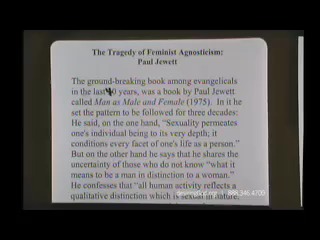 The Tragedy of Feminist Agnosticism:
Paul Jewett
The ground-breaking book among evangelicals
in the last 0 years, was a book by Paul Jewett
called Man as Male and Female (1975).  In it he
set the pattern to be followed for three decades:
He said, on the one hand, "Sexuality permeates
one's individual being to its very depth; it
conditions every facet of one's life as a person."
But on the other hand he says that he shares the
uncertainty of those who do not know "what it
means to be a man in distinction to a woman."
He confesses that "all human activity reflects a
qualitative distinction which is sexual in nature.
888.346.4700